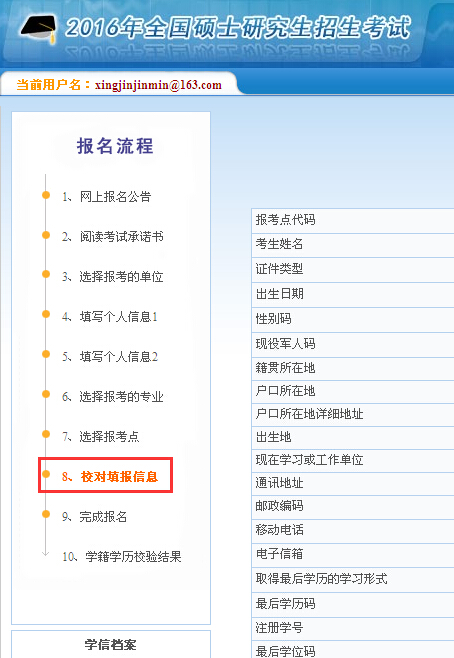 2016年全国硕士研究生招生考试
当前用户名：xingjinjinmin@163.com
报名流程
1、网上报名公告
2、阅读考试承诺书
3、选择报考的单位
4、填写个人信息1
5、填写个人信息2
6、选择报考的专业
7、选择报考点
8、校对填报信息
9、完成报名
10、学籍学历校验结果
学信档案
报考点代码
考生姓名
证件类型
出生日期
性别码
现役军人码
籍贯所在地
户口所在地
户口所在地详细地址
出生地
现在学习或工作单位
通讯地址
邮政编码
移动电话
电子信箱
取得最后学历的学习形式
最后学历码
注册学号
最后学位码